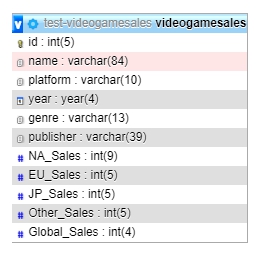 v test-videogamesales videogamesales
id : int(5)
name : varchar(84)
platform : varchar(10)
year : year(4)
genre : varchar(13)
publisher : varchar(39)
# NA_Sales : int(9)
# EU_Sales : int(5)
# JP_Sales : int(5)
# Other_Sales : int(5)
# Global_Sales : int(4)